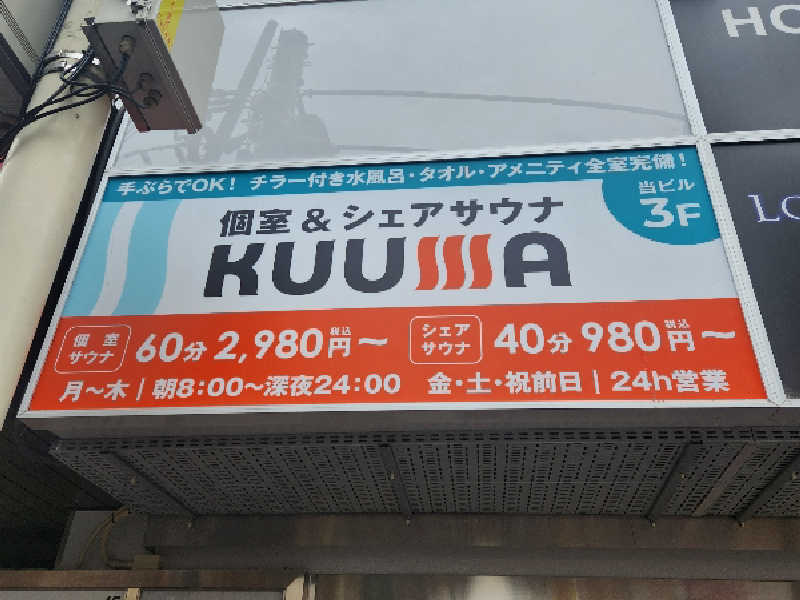 HO
手ぶらでOK！ チラー付き水風呂・タオル・アメニティ全室完備！
当ビル
3F
個室 & シェアサウナ
KUUMA
LO
個室
サウナ
60分 2,980円～
税込
シェア
サウナ
40分 980円～
税込
月～木｜朝8:00～深夜24:00 金・土・祝前日｜24h営業